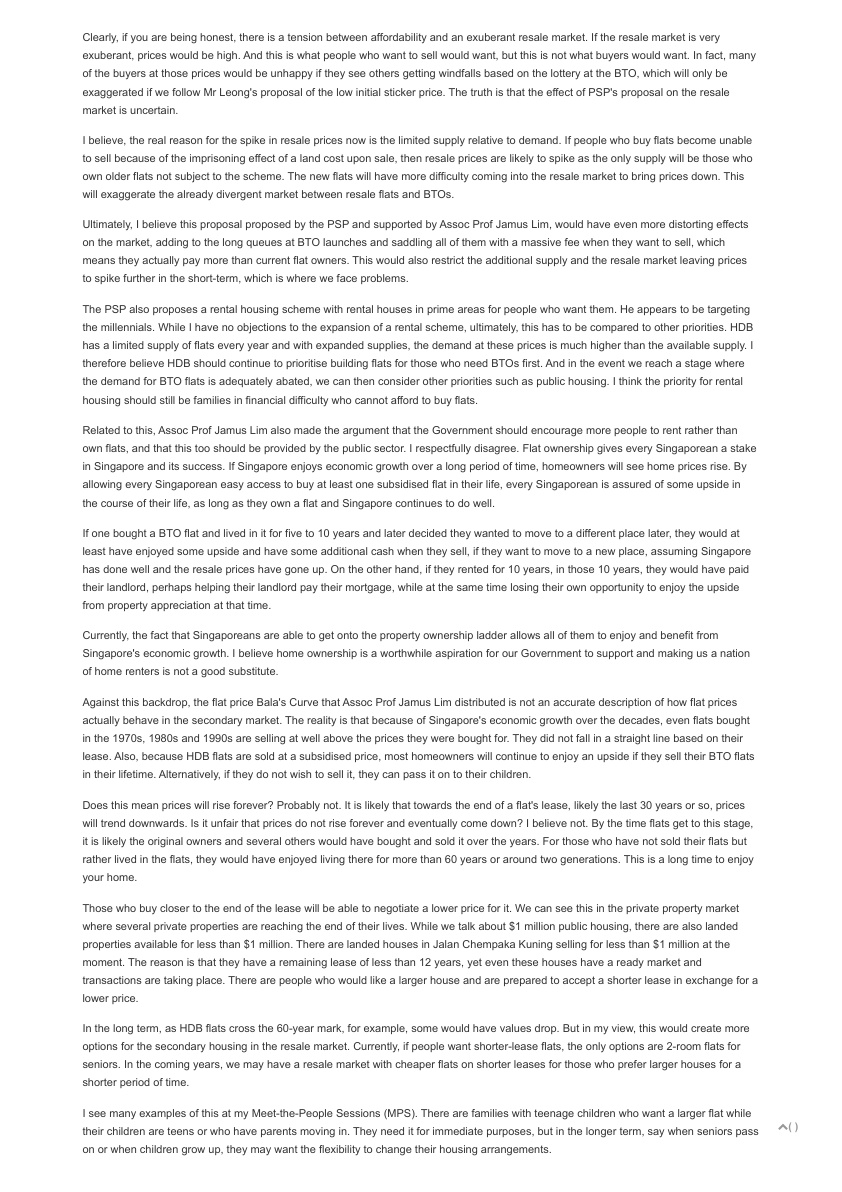 Clearly, if you are being honest, there is a tension between affordability and an exuberant resale market. If the resale market is very
exuberant, prices would be high. And this is what people who want to sell would want, but this is not what buyers would want. In fact, many
of the buyers at those prices would be unhappy if they see others getting windfalls based on the lottery at the BTO, which will only be
exaggerated if we follow Mr Leong's proposal of the low initial sticker price. The truth is that the effect of PSP's proposal on the resale
market is uncertain.
I believe, the real reason for the spike in resale prices now is the limited supply relative to demand. If people who buy flats become unable
to sell because of the imprisoning effect of a land cost upon sale, then resale prices are likely to spike as the only supply will be those who
own older flats not subject to the scheme. The new flats will have more difficulty coming into the resale market to bring prices down. This
will exaggerate the already divergent market between resale flats and BTOs.
Ultimately, I believe this proposal proposed by the PSP and supported by Assoc Prof Jamus Lim, would have even more distorting effects
on the market, adding to the long queues at BTO launches and saddling all of them with a massive fee when they want to sell, which
means they actually pay more than current flat owners. This would also restrict the additional supply and the resale market leaving prices
to spike further in the short-term, which is where we face problems.
The PSP also proposes a rental housing scheme with rental houses in prime areas for people who want them. He appears to be targeting
the millennials. While I have no objections to the expansion of a rental scheme, ultimately, this has to be compared to other priorities. HDB
has a limited supply of flats every year and with expanded supplies, the demand at these prices is much higher than the available supply. I
therefore believe HDB should continue to prioritise building flats for those who need BTOs first. And in the event we reach a stage where
the demand for BTO flats is adequately abated, we can then consider other priorities such as public housing. I think the priority for rental
housing should still be families in financial difficulty who cannot afford to buy flats.
Related to this, Assoc Prof Jamus Lim also made the argument that the Government should encourage more people to rent rather than
own flats, and that this too should be provided by the public sector. I respectfully disagree. Flat ownership gives every Singaporean a stake
in Singapore and its success. If Singapore enjoys economic growth over a long period of time, homeowners will see home prices rise. By
allowing every Singaporean easy access to buy at least one subsidised flat in their life, every Singaporean is assured of some upside in
the course of their life, as long as they own a flat and Singapore continues to do well.
If one bought a BTO flat and lived in it for five to 10 years and later decided they wanted to move to a different place later, they would at
least have enjoyed some upside and have some additional cash when they sell, if they want to move to a new place, assuming Singapore
has done well and the resale prices have gone up. On the other hand, if they rented for 10 years, in those 10 years, they would have paid
their landlord, perhaps helping their landlord pay their mortgage, while at the same time losing their own opportunity to enjoy the upside
from property appreciation at that time.
Currently, the fact that Singaporeans are able to get onto the property ownership ladder allows all of them to enjoy and benefit from
Singapore's economic growth. I believe home ownership is a worthwhile aspiration for our Government to support and making us a nation
of home renters is not a good substitute.
Against this backdrop, the flat price Bala's Curve that Assoc Prof Jamus Lim distributed is not an accurate description of how flat prices
actually behave in the secondary market. The reality is that because of Singapore's economic growth over the decades, even flats bought
in the 1970s, 1980s and 1990s are selling at well above the prices they were bought for. They did not fall in a straight line based on their
lease. Also, because HDB flats are sold at a subsidised price, most homeowners will continue to enjoy an upside if they sell their BTO flats
in their lifetime. Alternatively, if they do not wish to sell it, they can pass it on to their children.
Does this mean prices will rise forever? Probably not. It is likely that towards the end of a flat's lease, likely the last 30 years or so, prices
will trend downwards. Is it unfair that prices do not rise forever and eventually come down? I believe not. By the time flats get to this stage,
it is likely the original owners and several others would have bought and sold it over the years. For those who have not sold their flats but
rather lived in the flats, they would have enjoyed living there for more than 60 years or around two generations. This is a long time to enjoy
your home.
Those who buy closer to the end of the lease will be able to negotiate a lower price for it. We can see this in the private property market
where several private properties are reaching the end of their lives. While we talk about $1 million public housing, there are also landed
properties available for less than $1 million. There are landed houses in Jalan Chempaka Kuning selling for less than $1 million at the
moment. The reason is that they have a remaining lease of less than 12 years, yet even these houses have a ready market and
transactions are taking place. There are people who would like a larger house and are prepared to accept a shorter lease in exchange for a
lower price.
In the long term, as HDB flats cross the 60-year mark, for example, some would have values drop. But in my view, this would create more
options for the secondary housing in the resale market. Currently, if people want shorter-lease flats, the only options are 2-room flats for
seniors. In the coming years, we may have a resale market with cheaper flats on shorter leases for those who prefer larger houses for a
shorter period of time.
I see many examples of this at my Meet-the-People Sessions (MPS). There are families with teenage children who want a larger flat while
their children are teens or who have parents moving in. They need it for immediate purposes, but in the longer term, say when seniors pass
on or when children grow up, they may want the flexibility to change their housing arrangements.
( )